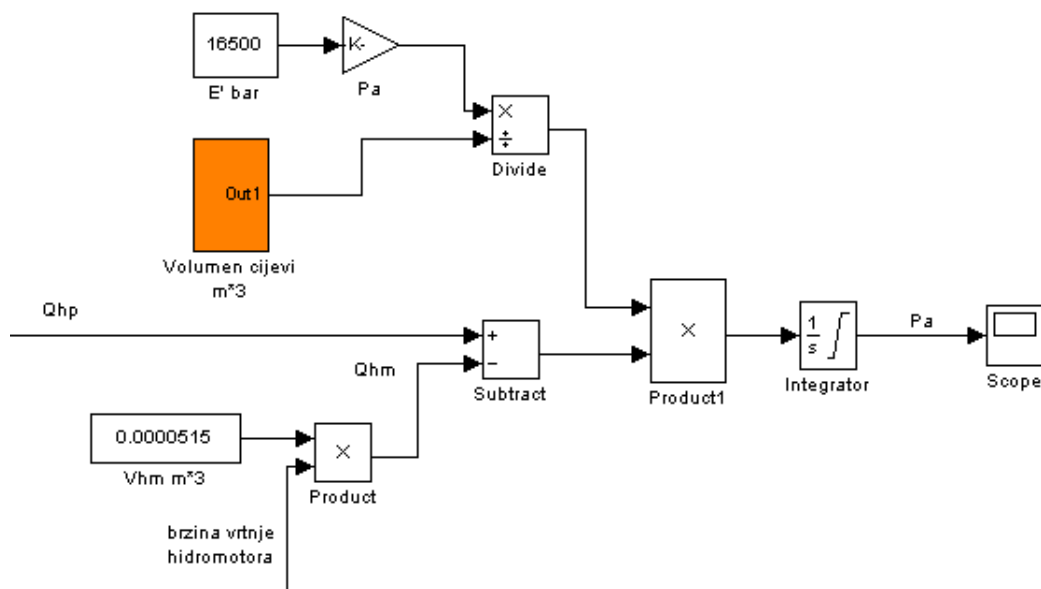 16500
E' bar
K-
Pa
×
÷
Divide
Out1
Volumen cijevi
m*3
Qhp
+
−
Subtract
Qhm
0.0000515
Vhm m*3
×
Product
brzina vrtnje
hidromotora
×
Product1
1
s
Integrator
Pa
Scope